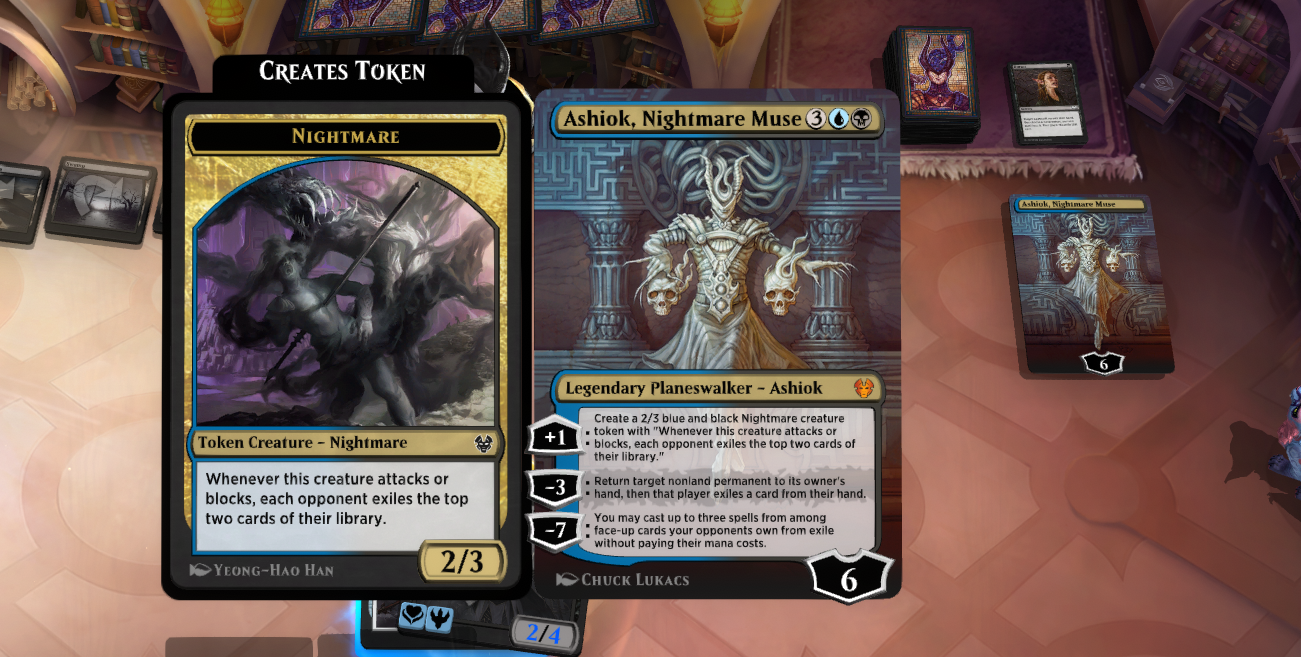 CREATES TOKEN
NIGHTMARE
Token Creature – Nightmare
Whenever this creature attacks or
blocks, each opponent exiles the top
two cards of their library.
YEONG-HAO HAN
2/3
Ashiok, Nightmare Muse 3
Legendary Planeswalker – Ashiok
+1
Create a 2/3 blue and black Nightmare creature
token with "Whenever this creature attacks or
blocks, each opponent exiles the top two cards of
their library."
-3
Return target nonland permanent to its owner's
hand, then that player exiles a card from their hand.
-7
You may cast up to three spells from among
face-up cards your opponents own from exile
without paying their mana costs.
CHUCK LUKACS
6
Ashiok, Nightmare Muse
6
2/4